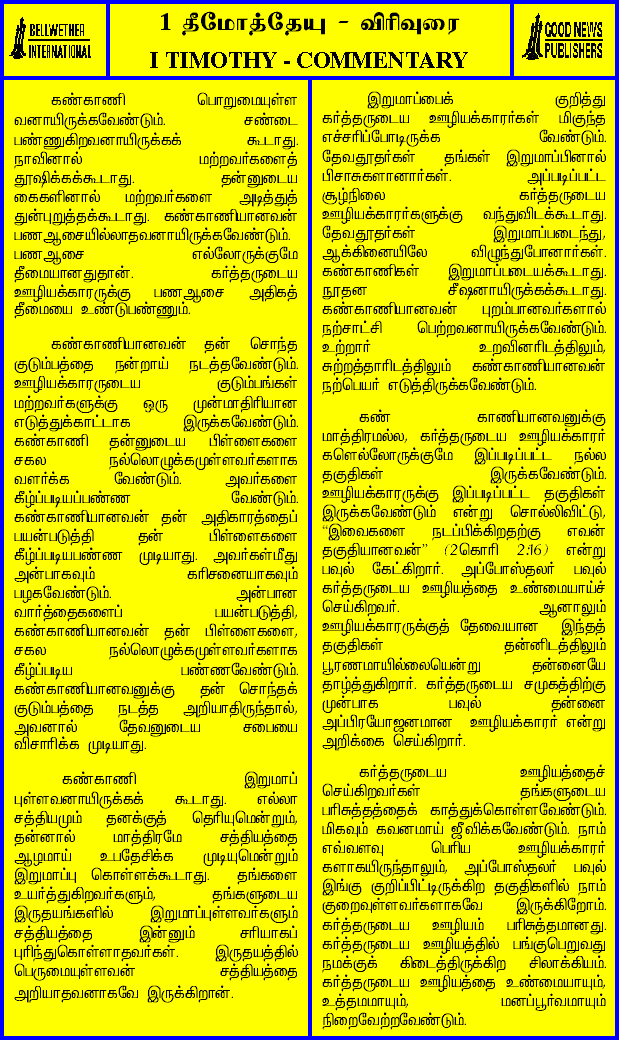 BELLWETHER
INTERNATIONAL
1 தீமோத்தேயு - விரிவுரை
I TIMOTHY - COMMENTARY
GOOD NEWS
PUBLISHERS
கண்காணி பொறுமையுள்ள
வனாயிருக்கவேண்டும். சண்டை
பண்ணுகிறவனாயிருக்கக் கூடாது.
நாவினால் மற்றவர்களைத்
தூஷிக்கக்கூடாது. தன்னுடைய
கைகளினால் மற்றவர்களை அடித்துத்
துன்புறுத்தக்கூடாது. கண்காணியானவன்
பணஆசையில்லாதவனாயிருக்கவேண்டும்.
பணஆசை எல்லோருக்குமே
தீமையானதுதான். கர்த்தருடைய
ஊழியக்காரருக்கு பணஆசை அதிகத்
தீமையை உண்டுபண்ணும்.
கண்காணியானவன் தன் சொந்த
குடும்பத்தை நன்றாய் நடத்தவேண்டும்.
ஊழியக்காரருடைய குடும்பங்கள்
மற்றவர்களுக்கு ஒரு முன்மாதிரியான
எடுத்துக்காட்டாக இருக்கவேண்டும்.
கண்காணி தன்னுடைய பிள்ளைகளை
சகல நல்லொழுக்கமுள்ளவர்களாக
வளர்க்க வேண்டும். அவர்களை
கீழ்ப்படியப்பண்ண வேண்டும்.
கண்காணியானவன் தன் அதிகாரத்தைப்
பயன்படுத்தி தன் பிள்ளைகளை
கீழ்ப்படியபண்ண முடியாது. அவர்கள்மீது
அன்பாகவும் கரிசனையாகவும்
பழகவேண்டும். அன்பான
வார்த்தைகளைப் பயன்படுத்தி,
கண்காணியானவன் தன் பிள்ளைகளை,
சகல நல்லொழுக்கமுள்ளவர்களாக
கீழ்ப்படிய பண்ணவேண்டும்.
கண்காணியானவனுக்கு தன் சொந்தக்
குடும்பத்தை நடத்த அறியாதிருந்தால்,
அவனால் தேவனுடைய சபையை
விசாரிக்க முடியாது.
கண்காணி இறுமாப்
புள்ளவனாயிருக்கக் கூடாது. எல்லா
சத்தியமும் தனக்குத் தெரியுமென்றும்,
தன்னால் மாத்திரமே சத்தியத்தை
ஆழமாய் உபதேசிக்க முடியுமென்றும்
இறுமாப்பு கொள்ளக்கூடாது. தங்களை
உயர்த்துகிறவர்களும், தங்களுடைய
இருதயங்களில் இறுமாப்புள்ளவர்களும்
சத்தியத்தை இன்னும் சரியாகப்
புரிந்துகொள்ளாதவர்கள். இருதயத்தில்
பெருமையுள்ளவன் சத்தியத்தை
அறியாதவனாகவே இருக்கிறான்.
இறுமாப்பைக் குறித்து
கர்த்தருடைய ஊழியக்காரர்கள் மிகுந்த
எச்சரிப்போடிருக்க வேண்டும்.
தேவதூதர்கள் தங்கள் இறுமாப்பினால்
பிசாசுகளானார்கள். அப்படிப்பட்ட
சூழ்நிலை கர்த்தருடைய
ஊழியக்காரர்களுக்கு வந்துவிடக்கூடாது.
தேவதூதர்கள் இறுமாப்படைந்து,
ஆக்கினையிலே விழுந்துபோனார்கள்.
கண்காணிகள் இறுமாப்படையக்கூடாது.
நூதன சீஷனாயிருக்கக்கூடாது.
கண்காணியானவன் புறம்பானவர்களால்
நற்சாட்சி பெற்றவனாயிருக்கவேண்டும்.
உற்றார் உறவினரிடத்திலும்,
சுற்றத்தாரிடத்திலும் கண்காணியானவன்
நற்பெயர் எடுத்திருக்கவேண்டும்.
கண் காணியானவனுக்கு
மாத்திரமல்ல, கர்த்தருடைய ஊழியக்காரர்
களெல்லோருக்குமே இப்படிப்பட்ட நல்ல
தகுதிகள் இருக்கவேண்டும்.
ஊழியக்காரருக்கு இப்படிப்பட்ட தகுதிகள்
இருக்கவேண்டும் என்று சொல்லிவிட்டு,
“இவைகளை நடப்பிக்கிறதற்கு எவன்
தகுதியானவன்” (2கொரி 2:16) என்று
பவுல் கேட்கிறார். அப்போஸ்தலர் பவுல்
கர்த்தருடைய ஊழியத்தை உண்மையாய்ச்
செய்கிறவர். ஆனாலும்
ஊழியக்காரருக்குத் தேவையான இந்தத்
தகுதிகள் தன்னிடத்திலும்
பூரணமாயில்லையென்று தன்னையே
தாழ்த்துகிறார். கர்த்தருடைய சமுகத்திற்கு
முன்பாக பவுல் தன்னை
அப்பிரயோஜனமான ஊழியக்காரர் என்று
அறிக்கை செய்கிறார்.
கர்த்தருடைய ஊழியத்தைச்
செய்கிறவர்கள் தங்களுடைய
பரிசுத்தத்தைக் காத்துக்கொள்ளவேண்டும்.
மிகவும் கவனமாய் ஜீவிக்கவேண்டும். நாம்
எவ்வளவு பெரிய ஊழியக்காரர்
களாகயிருந்தாலும், அப்போஸ்தலர் பவுல்
இங்கு குறிப்பிட்டிருக்கிற தகுதிகளில் நாம்
குறைவுள்ளவர்களாகவே இருக்கிறோம்.
கர்த்தருடைய ஊழியம் பரிசுத்தமானது.
கர்த்தருடைய ஊழியத்தில் பங்குபெறுவது
நமக்குக் கிடைத்திருக்கிற சிலாக்கியம்.
கர்த்தருடைய ஊழியத்தை உண்மையாயும்,
உத்தமமாயும், மனப்பூர்வமாயும்
நிறைவேற்றவேண்டும்.